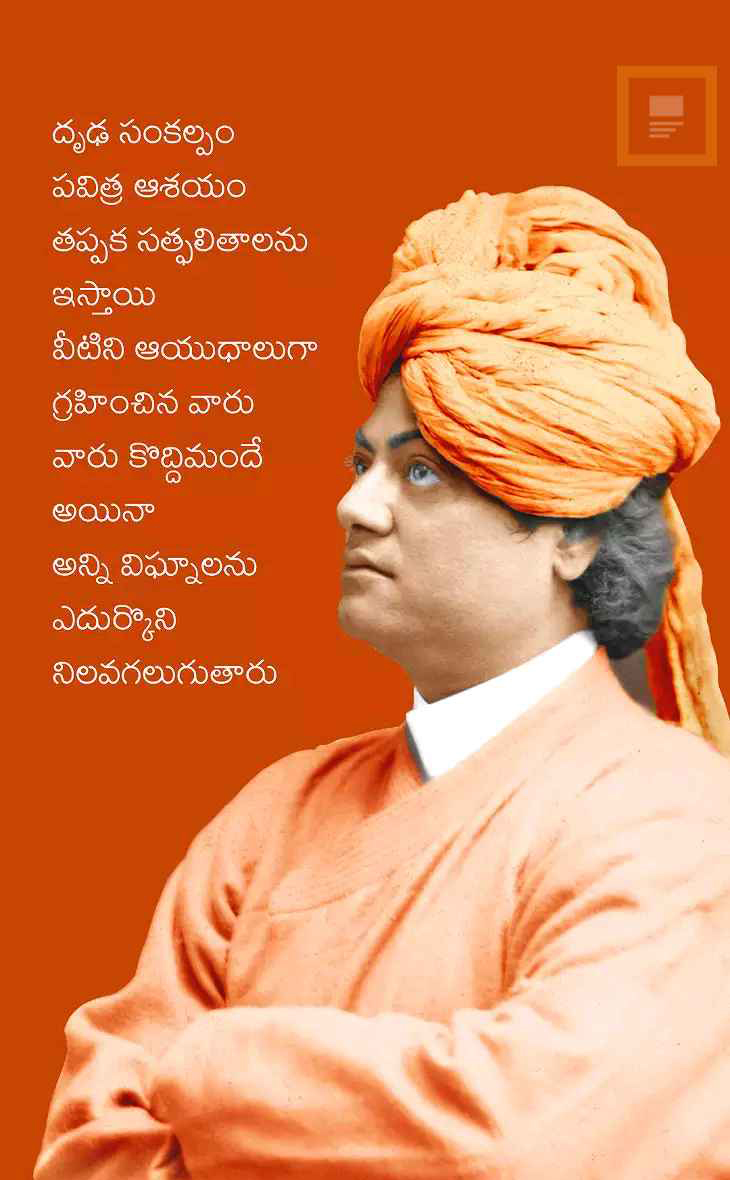 దృఢ సంకల్పం
పవిత్ర ఆశయం
తప్పక సత్ఫలితాలను
ఇస్తాయి
వీటిని ఆయుధాలుగా
గ్రహించిన వారు
వారు కొద్దిమందే
అయినా
అన్ని విఘ్నాలను
ఎదుర్కొని
నిలవగలుగుతారు